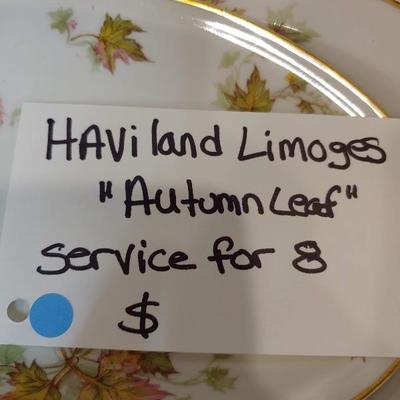 HAviland Limoges
"Autumn Leaf"
service for 8
$